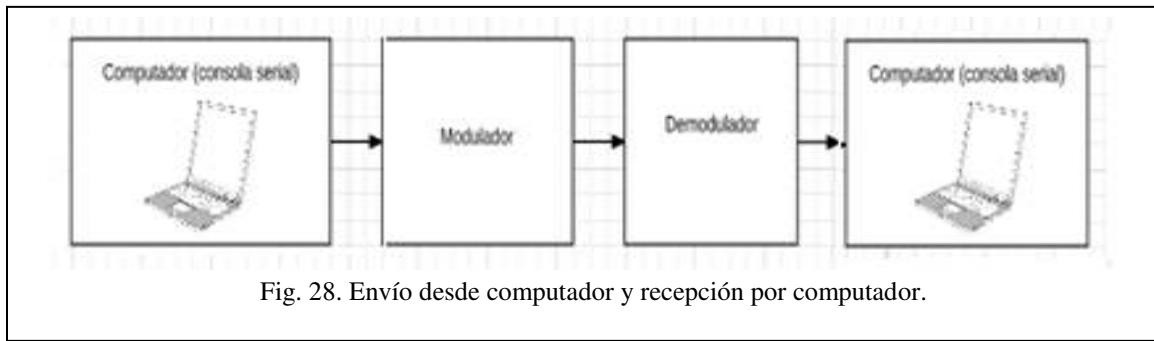 Computador (consola serial)
Modulador
Demodulador
Computador (consola serial)
Fig. 28. Envío desde computador y recepción por computador.